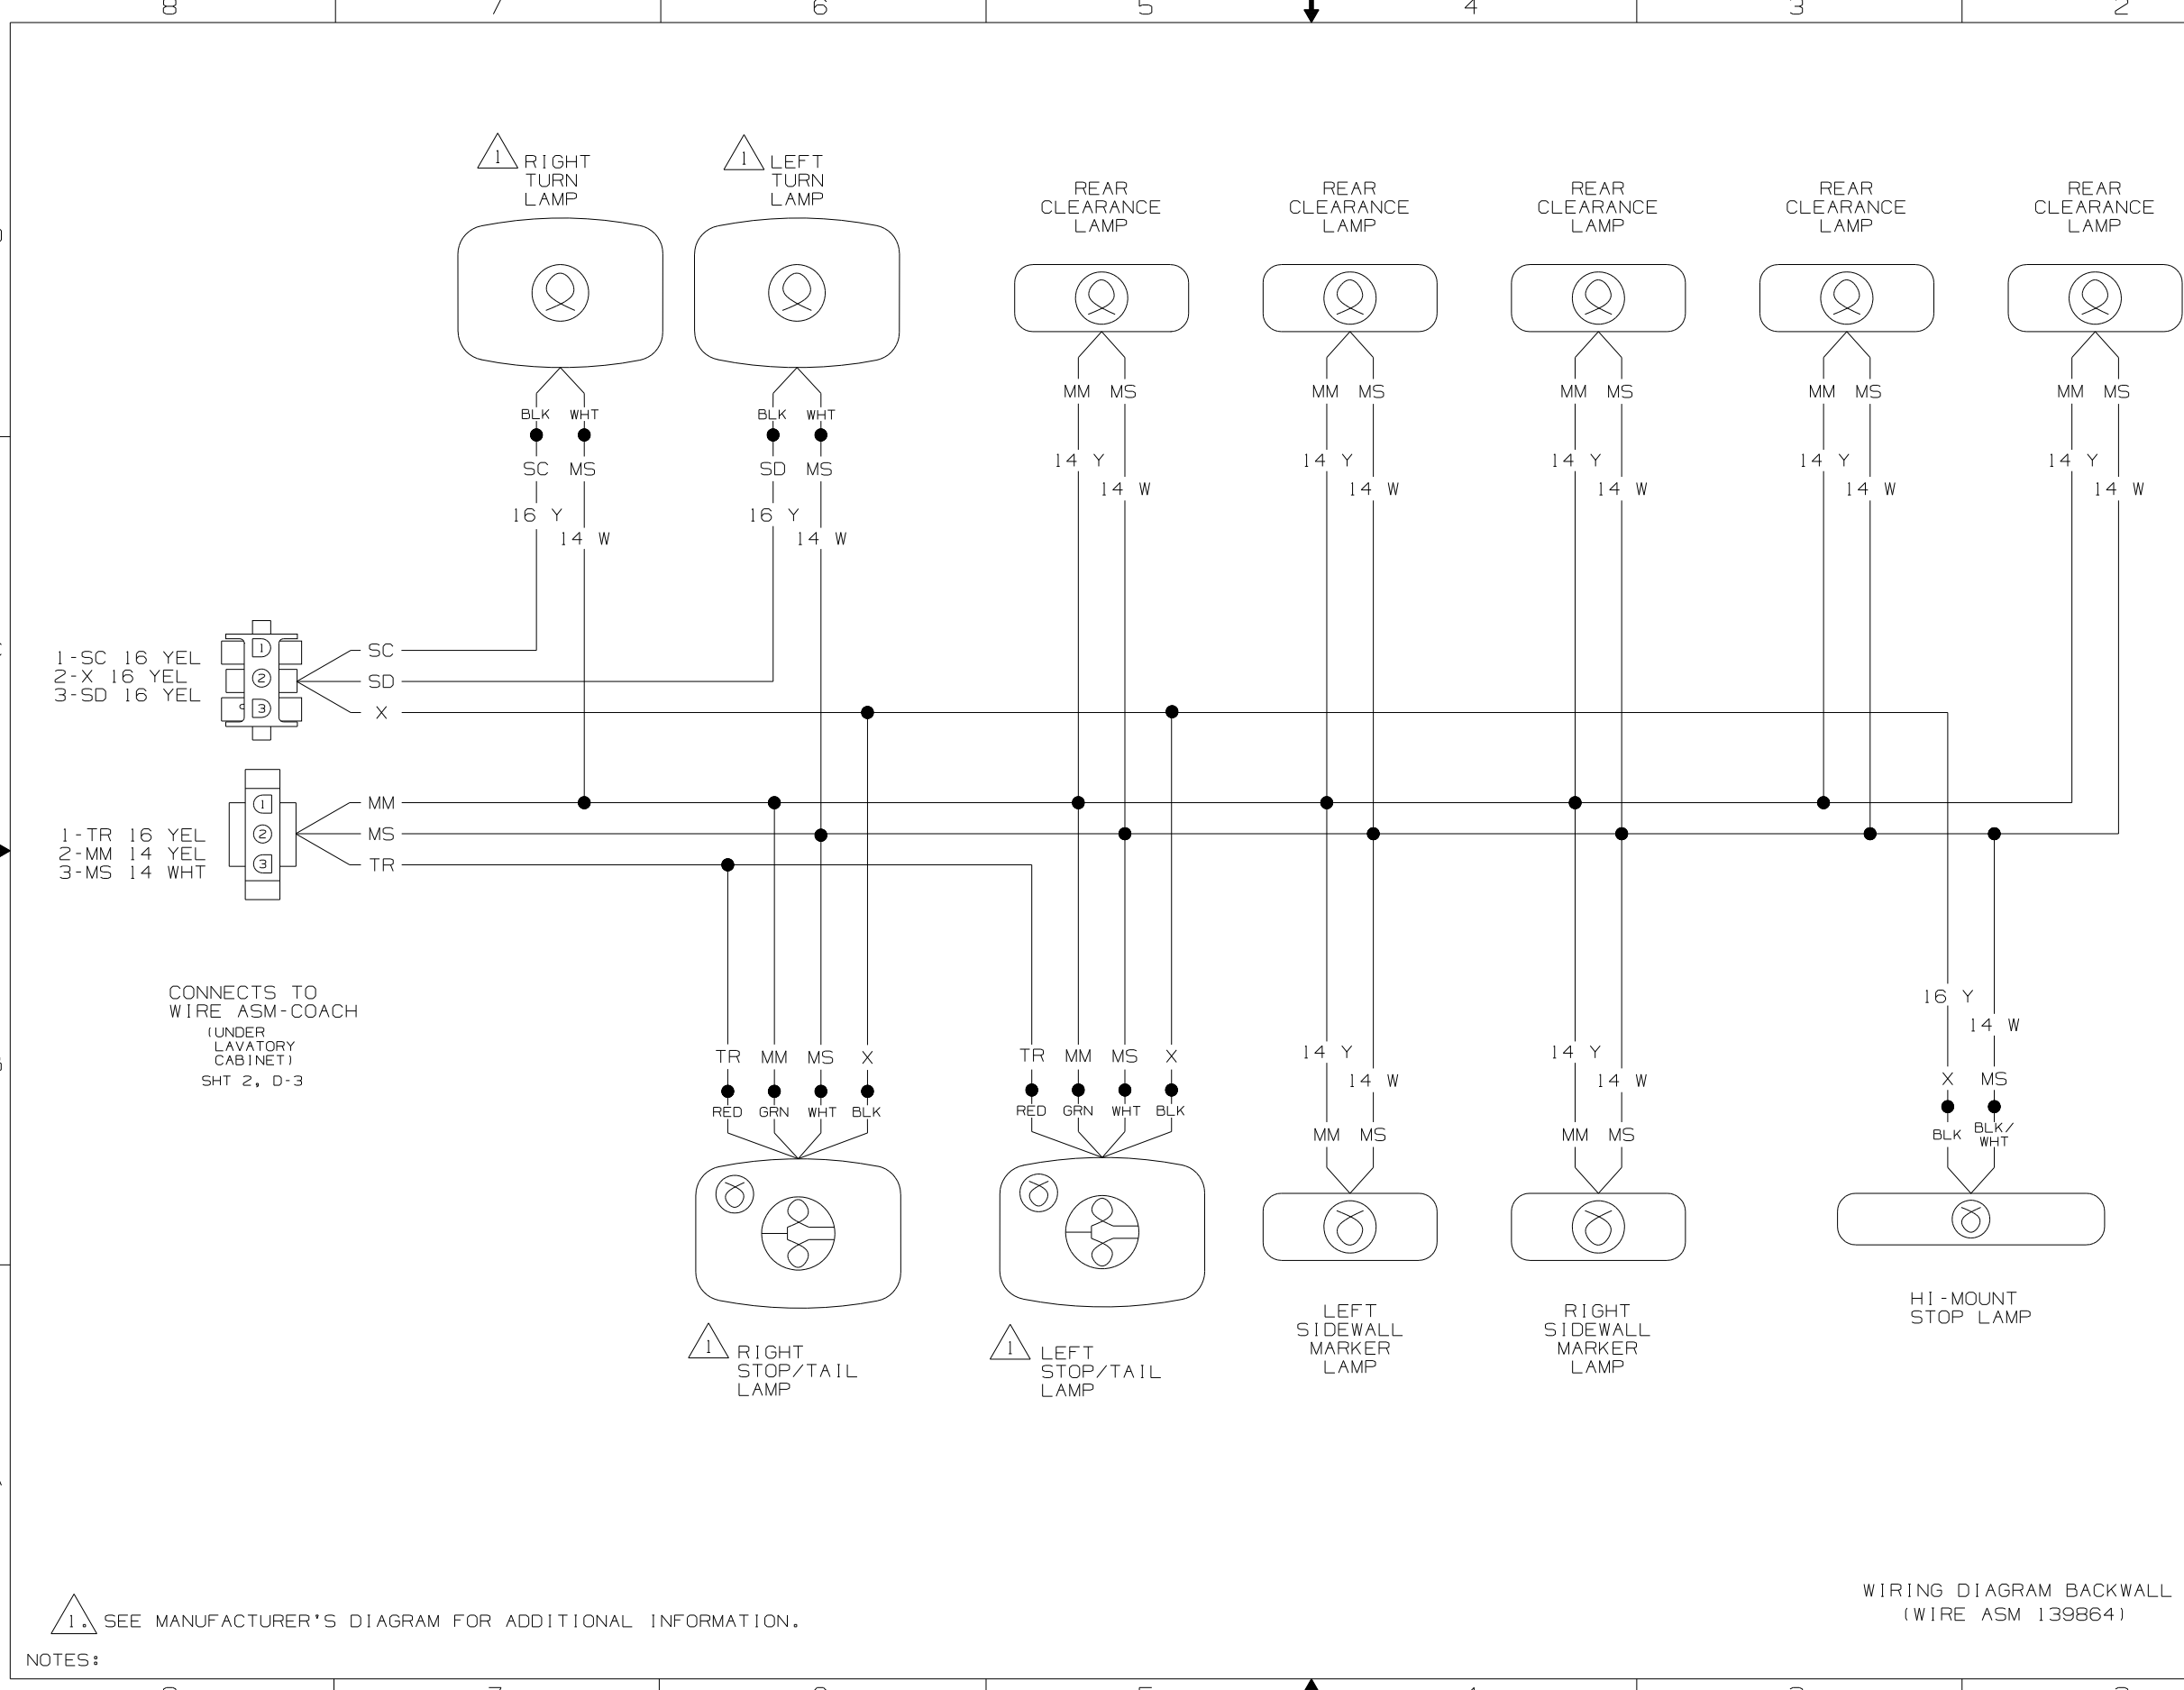 8 7 6 5 4 3 2
1 RIGHT
TURN
LAMP
1 LEFT
TURN
LAMP
REAR
CLEARANCE
LAMP
REAR
CLEARANCE
LAMP
REAR
CLEARANCE
LAMP
REAR
CLEARANCE
LAMP
REAR
CLEARANCE
LAMP
MM MS MM MS MM MS MM MS MM MS
BLK WHT BLK WHT
14 Y 14 Y 14 Y 14 Y 14 Y
SC MS SD MS
14 W 14 W 14 W 14 W 14 W
16 Y 16 Y
14 W 14 W
1-SC 16 YEL
2-X 16 YEL
3-SD 16 YEL
1
2
3
SC
SD
X
1-TR 16 YEL
2-MM 14 YEL
3-MS 14 WHT
1
2
3
MM
MS
TR
CONNECTS TO
WIRE ASM-COACH
(UNDER
LAVATORY
CABINET)
SHT 2, D-3
16 Y
14 W
TR MM MS X
RED GRN WHT BLK
TR MM MS X
RED GRN WHT BLK
14 Y
14 W
MM MS
14 Y
14 W
MM MS
X MS
BLK BLK/
WHT
1 RIGHT
STOP/TAIL
LAMP
1 LEFT
STOP/TAIL
LAMP
LEFT
SIDEWALL
MARKER
LAMP
RIGHT
SIDEWALL
MARKER
LAMP
HI-MOUNT
STOP LAMP
WIRING DIAGRAM BACKWALL
(WIRE ASM 139864)
1. SEE MANUFACTURER'S DIAGRAM FOR ADDITIONAL INFORMATION.
NOTES: